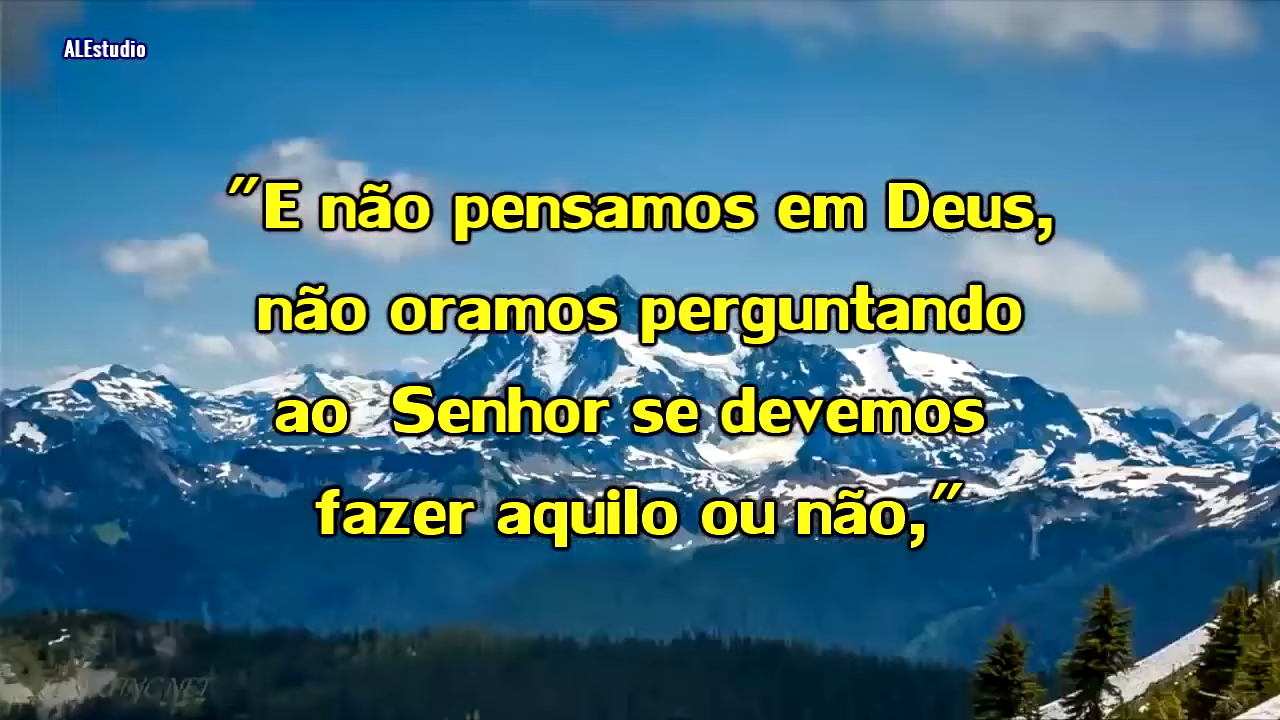 ALEstudio
"E não pensamos em Deus,
não oramos perguntando
ao Senhor se devemos
fazer aquilo ou não,"